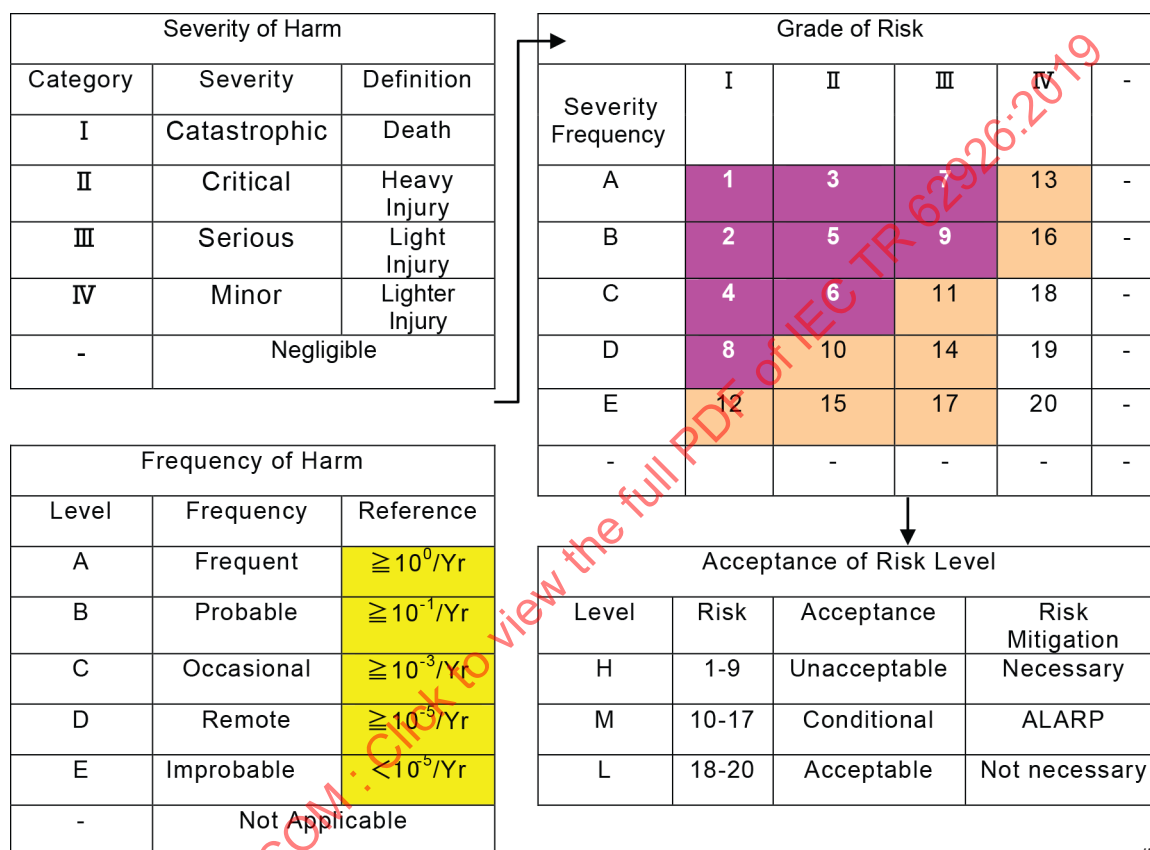 Severity of Harm
Category Severity Definition
Ⅰ Catastrophic Death
Ⅱ Critical Heavy
Injury
Ⅲ Serious Light
Injury
Ⅳ Minor Lighter
Injury
- Negligible
Frequency of Harm
Level Frequency Reference
A Frequent ≧10⁰/Yr
B Probable ≧10⁻¹/Yr
C Occasional ≧10⁻³/Yr
D Remote ≧10⁻⁵/Yr
E Improbable <10⁻⁵/Yr
- Not Applicable
Grade of Risk
Severity
Frequency
Ⅰ Ⅱ Ⅲ Ⅳ -
A 1 3 7 13 -
B 2 5 9 16 -
C 4 6 11 18 -
D 8 10 14 19 -
E 12 15 17 20 -
- - - - -
Acceptance of Risk Level
Level Risk Acceptance Risk
Mitigation
H 1-9 Unacceptable Necessary
M 10-17 Conditional ALARP
L 18-20 Acceptable Not necessary
COM : Click to view the full PDF of IEC TR 62926:2019